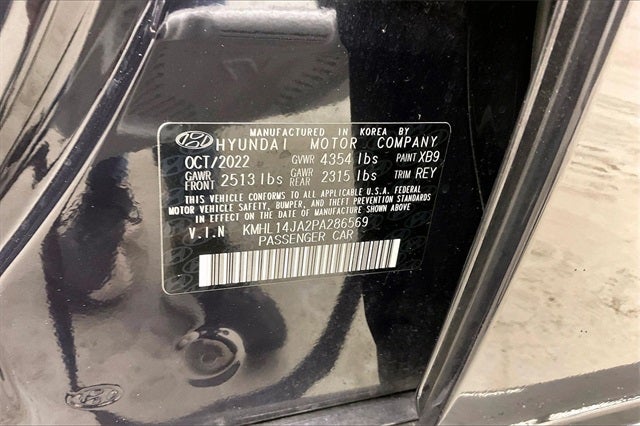 MANUFACTURED IN KOREA BY
HYUNDAI MOTOR COMPANY
OCT/2022 GVWR 4354 lbs PAINT XB9
GAWR FRONT 2513 lbs GAWR REAR 2315 lbs TRIM REY
THIS VEHICLE CONFORMS TO ALL APPLICABLE U.S.A. FEDERAL
MOTOR VEHICLE SAFETY, BUMPER, AND THEFT PREVENTION STANDARDS
IN EFFECT ON THE DATE OF MANUFACTURE SHOWN ABOVE.
V.I.N KMHL14JA2PA286569
PASSENGER CAR